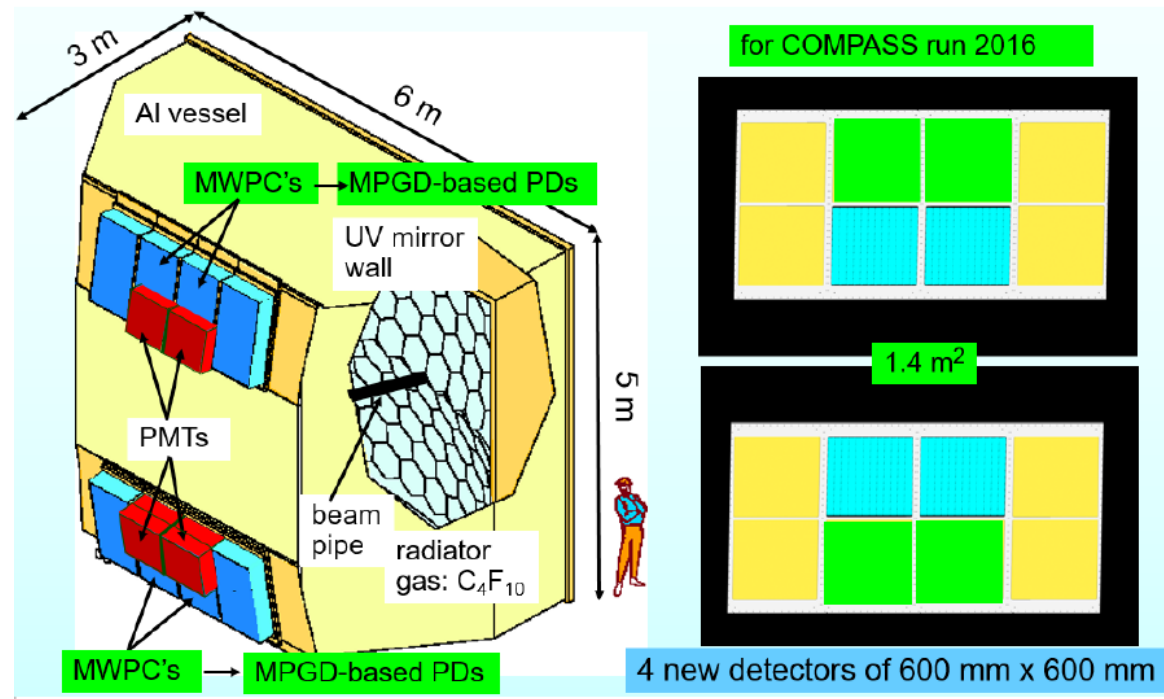 3 m
6 m
Al vessel
MWPC's
MPGD-based PDs
UV mirror
wall
PMTs
5 m
beam
pipe
radiator
gas: C₄F₁₀
MWPC's
MPGD-based PDs
for COMPASS run 2016
1.4 m²
4 new detectors of 600 mm x 600 mm